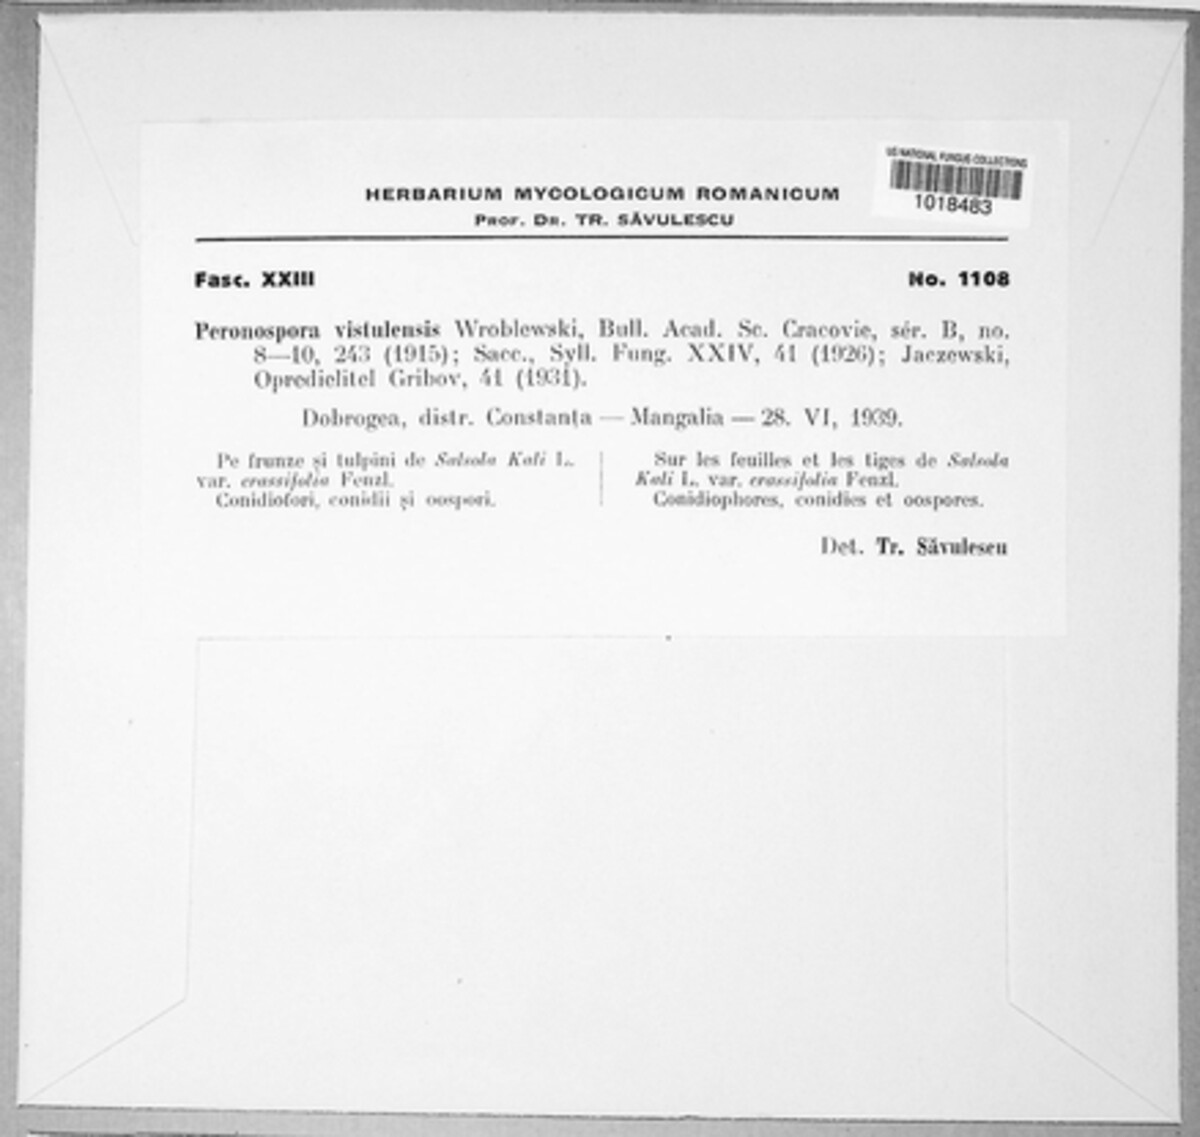 US NATIONAL FUNGUS COLLECTIONS
1018483
HERBARIUM MYCOLOGICUM ROMANICUM
PROF. DR. TR. SĂVULESCU
Fasc. XXIII No. 1108
Peronospora vistulensis Wroblewski, Bull. Acad. Sc. Cracovie, sér. B, no.
8—10, 243 (1915); Sacc., Syll. Fung. XXIV, 41 (1926); Jaczewski,
Opredielitel Gribov, 41 (1931).
Dobrogea, distr. Constanța — Mangalia — 28. VI, 1939.
Pe frunze și tulpini de Salsola Kali L.
var. crassifolia Fenzl.
Conidiofori, conidii și oospori.
Sur les feuilles et les tiges de Salsola
Kali L. var. crassifolia Fenzl.
Conidiophores, conidies et oospores.
Det. Tr. Săvulescu